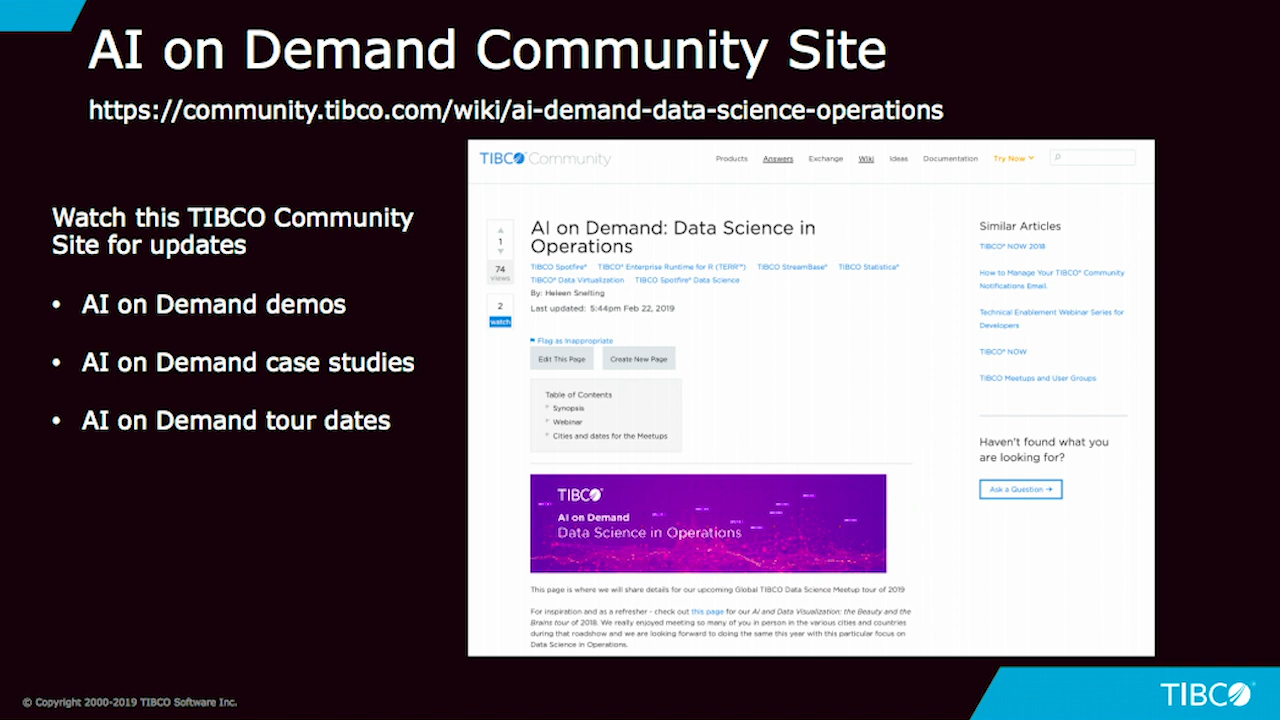 AI on Demand Community Site
https://community.tibco.com/wiki/ai-demand-data-science-operations
Watch this TIBCO Community
Site for updates
• AI on Demand demos
• AI on Demand case studies
• AI on Demand tour dates
TIBCO Community
Products Answers Exchange Wiki Ideas Documentation Try Now
1
74
views
2
watch
AI on Demand: Data Science in
Operations
TIBCO Spotfire® TIBCO® Enterprise Runtime for R (TERR™) TIBCO StreamBase® TIBCO Statistica®
TIBCO® Data Virtualization TIBCO Spotfire® Data Science
By: Heleen Snelting
Last updated: 5:44pm Feb 22, 2019
Flag as Inappropriate
Edit This Page Create New Page
Table of Contents
Synopsis
Webinar
Cities and dates for the Meetups
TIBCO
AI on Demand
Data Science in Operations
This page is where we will share details for our upcoming Global TIBCO Data Science Meetup tour of 2019
For inspiration and as a refresher - check out this page for our AI and Data Visualization: the Beauty and the
Brains tour of 2018. We really enjoyed meeting so many of you in person in the various cities and countries
during that roadshow and we are looking forward to doing the same this year with this particular focus on
Data Science in Operations.
Similar Articles
TIBCO® NOW 2018
How to Manage Your TIBCO® Community
Notifications Email.
Technical Enablement Webinar Series for
Developers
TIBCO® NOW
TIBCO Meetups and User Groups
Haven't found what you
are looking for?
Ask a Question →
© Copyright 2000-2019 TIBCO Software Inc.
TIBCO